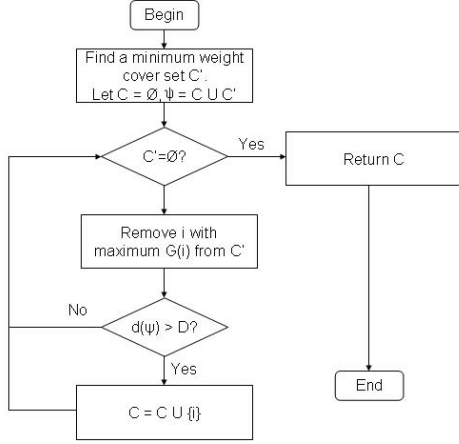 Begin
Find a minimum weight
cover set C'.
Let C = Ø, ψ = C U C'
C'=Ø?
Yes
Return C
Remove i with
maximum G(i) from C'
No
d(ψ) > D?
Yes
End
C = C U {i}